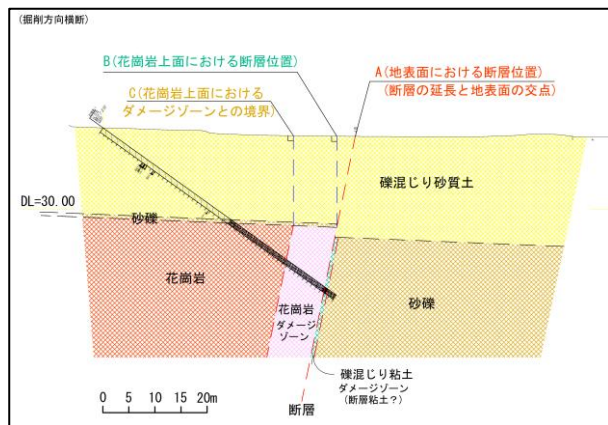 (掘削方向横断)
B(花崗岩上面における断層位置)
A(地表面における断層位置)
(断層の延長と地表面の交点)
C(花崗岩上面における
ダメージゾーンとの境界)
礫混じり砂質土
DL=30.00
砂礫
花崗岩
花崗岩
ダメージ
ゾーン
砂礫
礫混じり粘土
ダメージゾーン
(断層粘土?)
0 5 10 15 20m
断層